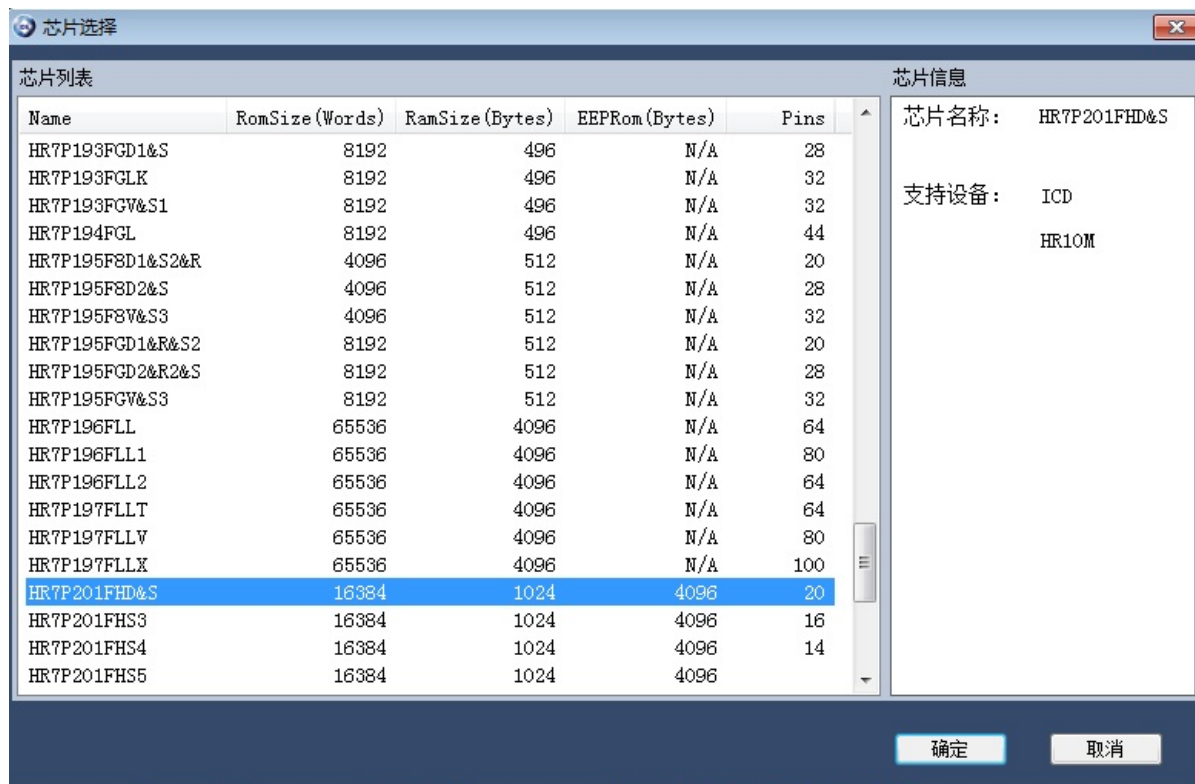 芯片选择
芯片列表
Name RomSize(Words) RamSize(Bytes) EEPRom(Bytes) Pins
HR7P193FGD1&S 8192 496 N/A 28
HR7P193FGLK 8192 496 N/A 32
HR7P193FGV&S1 8192 496 N/A 32
HR7P194FGL 8192 496 N/A 44
HR7P195F8D1&S2&R 4096 512 N/A 20
HR7P195F8D2&S 4096 512 N/A 28
HR7P195F8V&S3 4096 512 N/A 32
HR7P195FGD1&R&S2 8192 512 N/A 20
HR7P195FGD2&R2&S 8192 512 N/A 28
HR7P195FGV&S3 8192 512 N/A 32
HR7P196FLL 65536 4096 N/A 64
HR7P196FLL1 65536 4096 N/A 80
HR7P196FLL2 65536 4096 N/A 64
HR7P197FLLT 65536 4096 N/A 64
HR7P197FLLV 65536 4096 N/A 80
HR7P197FLLX 65536 4096 N/A 100
HR7P201FHD&S 16384 1024 4096 20
HR7P201FHS3 16384 1024 4096 16
HR7P201FHS4 16384 1024 4096 14
HR7P201FHS5 16384 1024 4096
芯片信息
芯片名称: HR7P201FHD&S
支持设备: ICD
HR10M
确定 取消